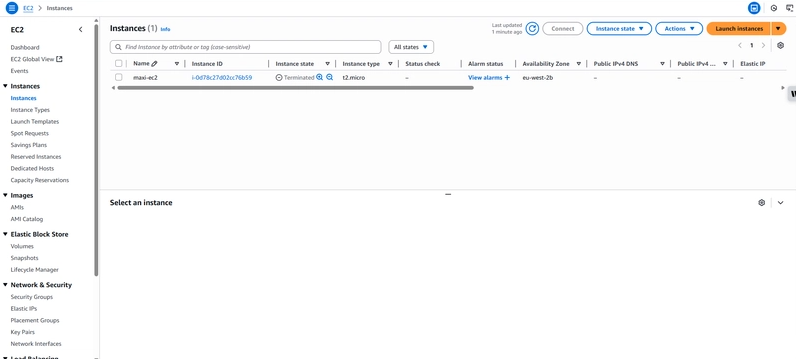 EC2 > Instances
EC2
Dashboard
EC2 Global View
Events
Instances
Instances
Instance Types
Launch Templates
Spot Requests
Savings Plans
Reserved Instances
Dedicated Hosts
Capacity Reservations
Images
AMIs
AMI Catalog
Elastic Block Store
Volumes
Snapshots
Lifecycle Manager
Network & Security
Security Groups
Elastic IPs
Placement Groups
Key Pairs
Network Interfaces
Load Balancing
Instances (1) Info
Last updated
1 minute ago
Connect
Instance state
Actions
Launch instances
Find Instance by attribute or tag (case-sensitive)
All states
1
Name Instance ID Instance state Instance type Status check Alarm status Availability Zone Public IPv4 DNS Public IPv4 ... Elastic IP
maxi-ec2 i-0d78c27d02cc76b59 Terminated t2.micro – View alarms + eu-west-2b – – –
Select an instance